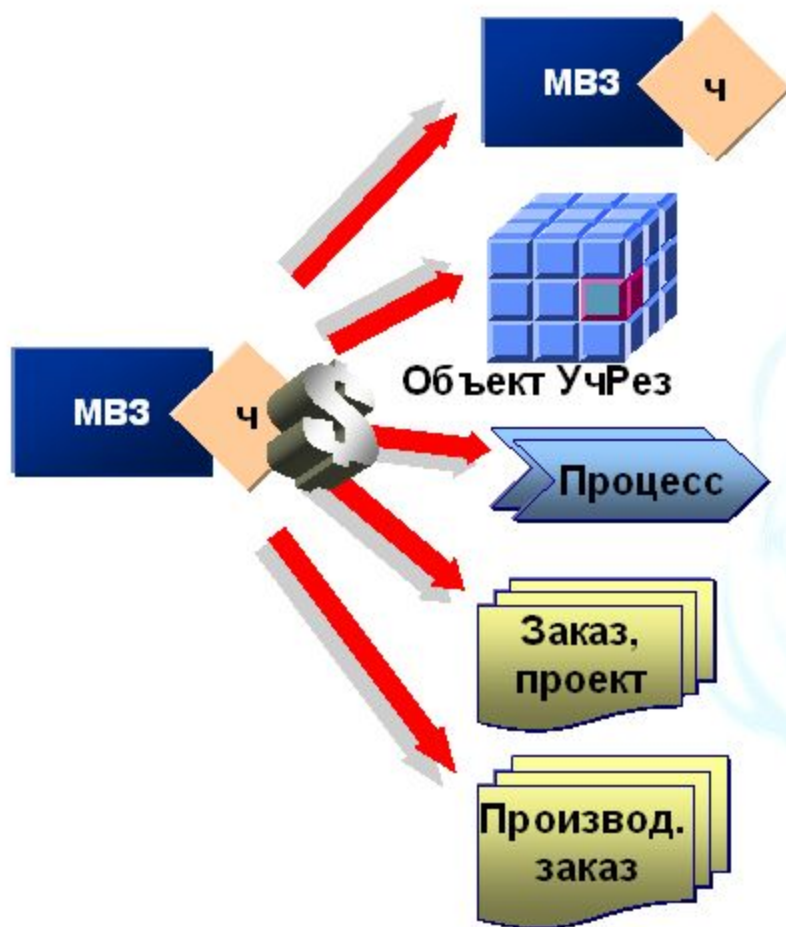 МВЗ
ч
Объект УчРез
МВЗ
ч
$
Процесс
Заказ,
проект
Производ.
заказ